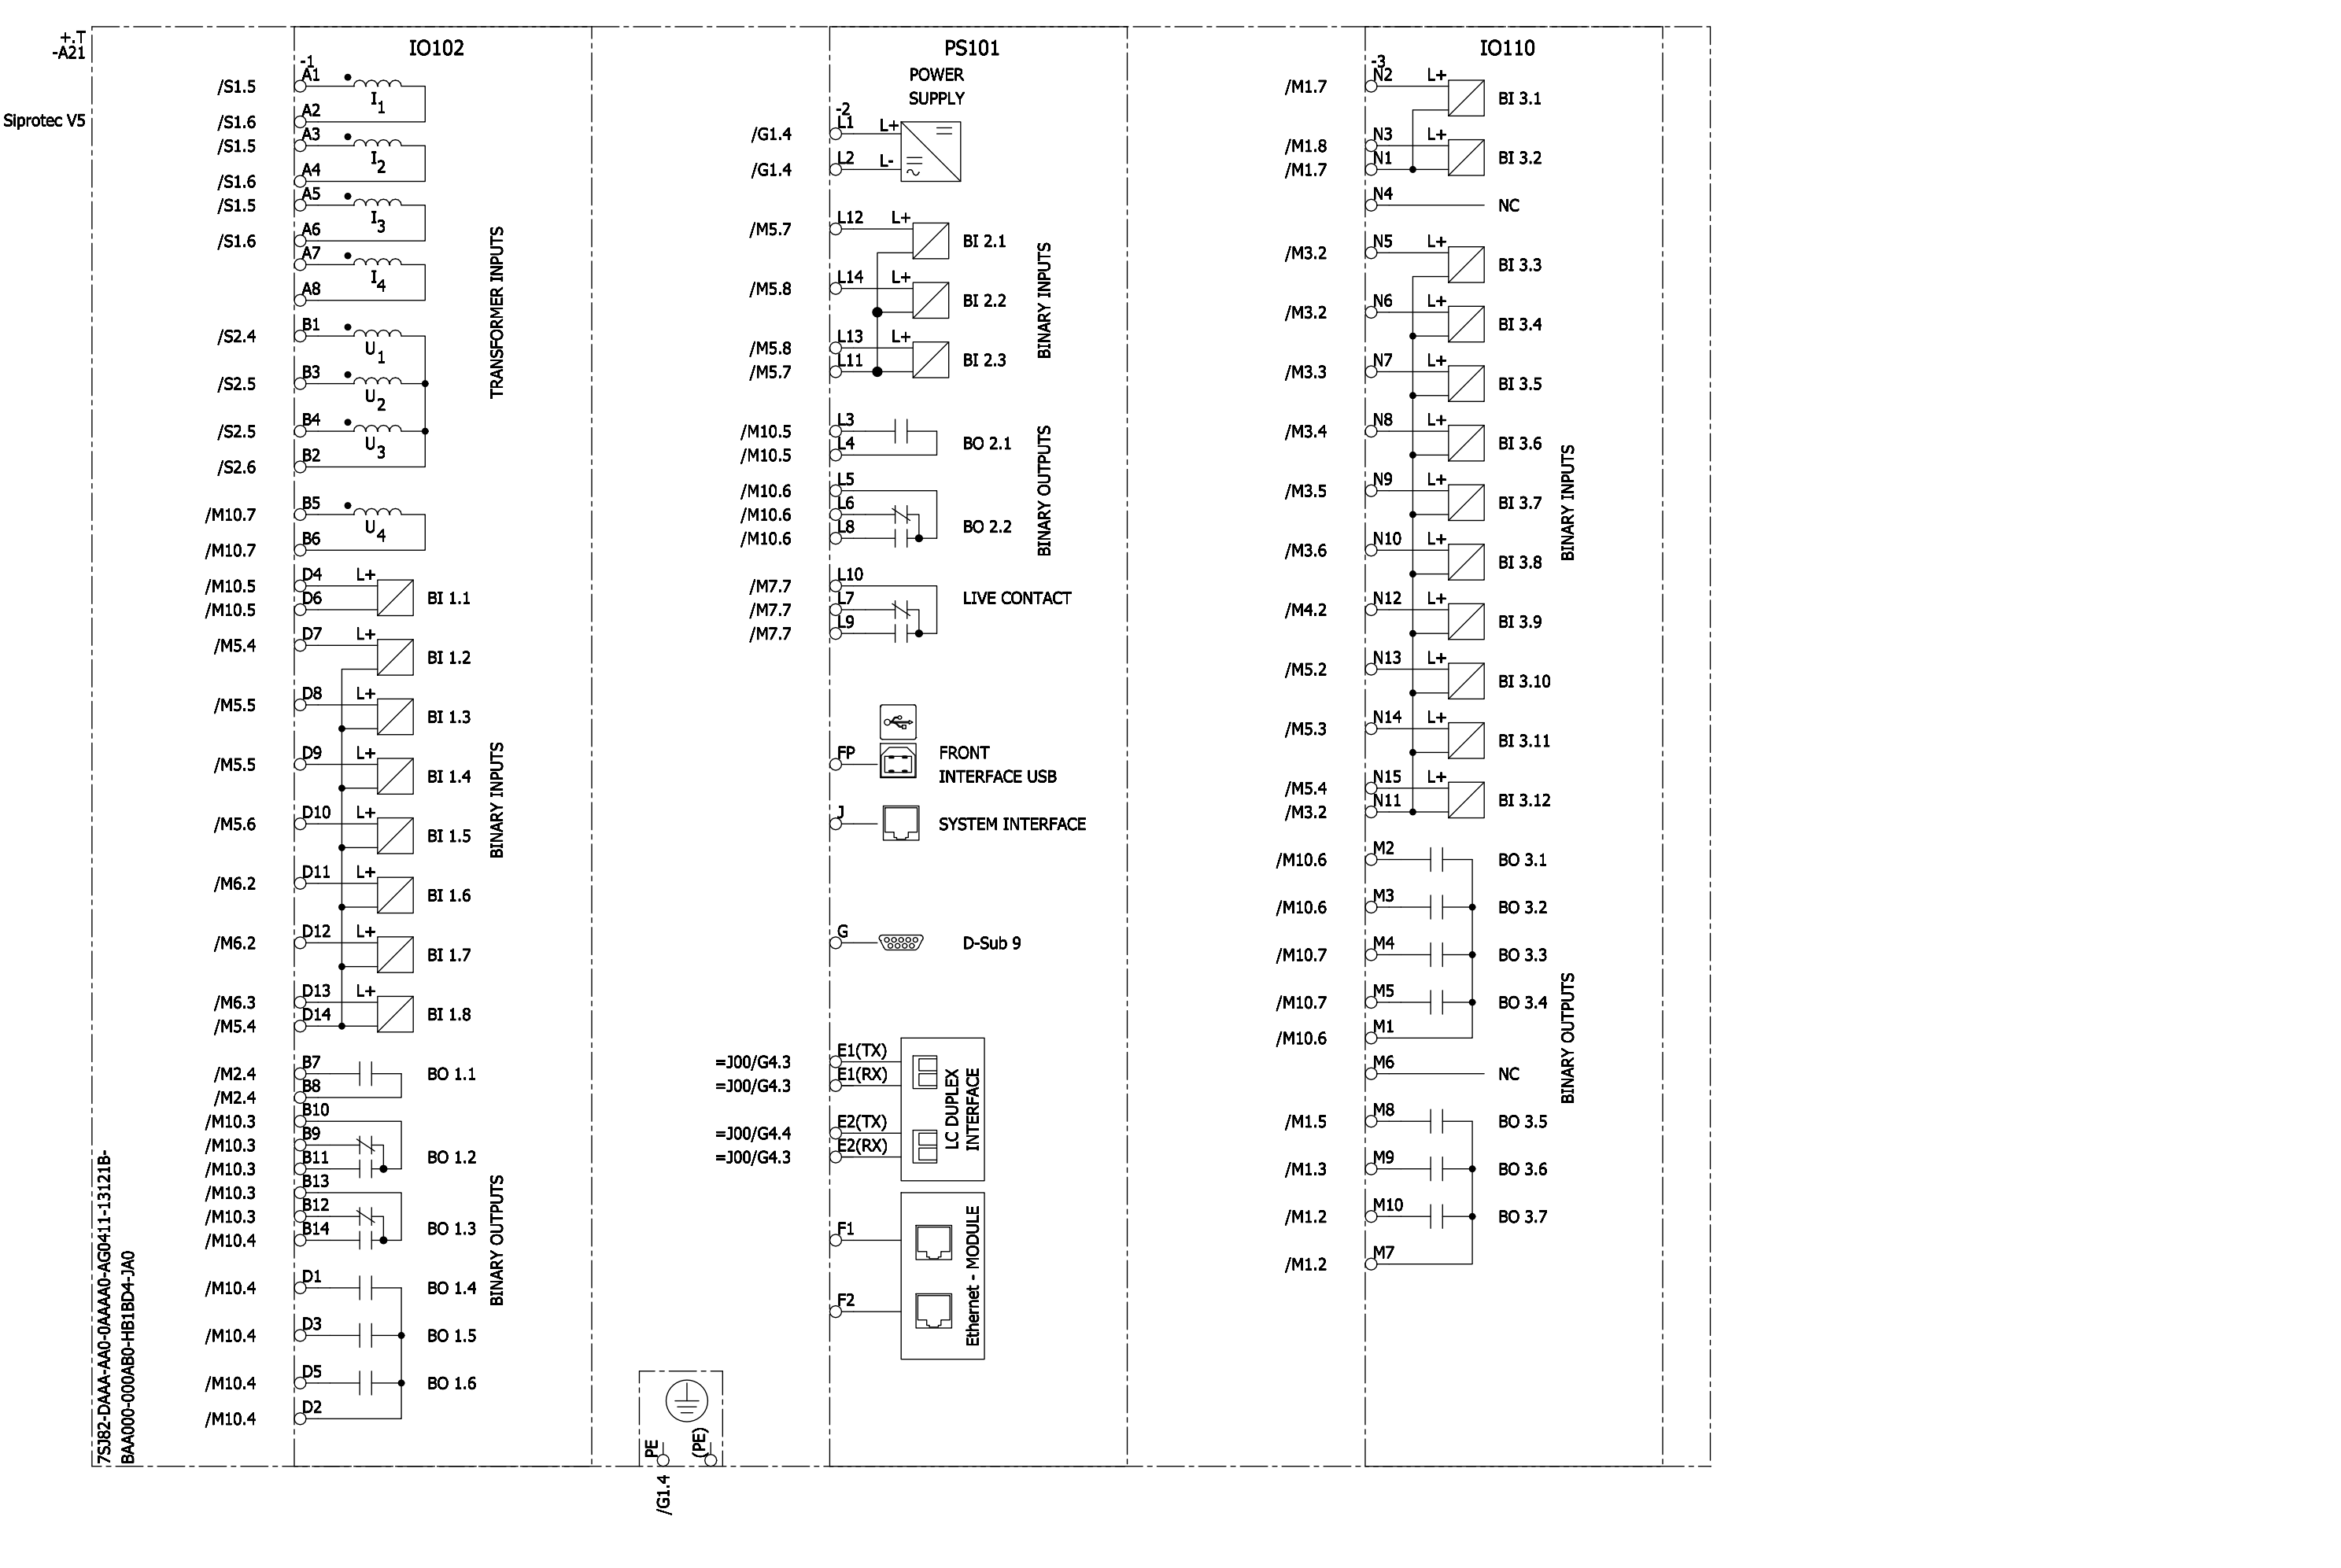 +.T
-A21
Siprotec V5
7SJ82-DAAA-AA0-0AAAA0-AG0411-13121B-
BAA000-000AB0-HB1BD4-JA0
IO102
-1
/S1.5 A1
I1
/S1.6 A2
/S1.5 A3
I2
/S1.6 A4
/S1.5 A5
I3
/S1.6 A6
A7
I4
A8
TRANSFORMER INPUTS
/S2.4 B1
U1
/S2.5 B3
U2
/S2.5 B4
U3
/S2.6 B2
/M10.7 B5
U4
/M10.7 B6
/M10.5 D4 L+
BI 1.1
/M10.5 D6
/M5.4 D7 L+
BI 1.2
/M5.5 D8 L+
BI 1.3
/M5.5 D9 L+
BI 1.4
/M5.6 D10 L+
BI 1.5
/M6.2 D11 L+
BI 1.6
/M6.2 D12 L+
BI 1.7
/M6.3 D13 L+
BI 1.8
/M5.4 D14
BINARY INPUTS
/M2.4 B7
BO 1.1
/M2.4 B8
/M10.3 B10
/M10.3 B9
BO 1.2
/M10.3 B11
/M10.3 B13
/M10.3 B12
BO 1.3
/M10.4 B14
/M10.4 D1 BO 1.4
/M10.4 D3 BO 1.5
/M10.4 D5 BO 1.6
/M10.4 D2
BINARY OUTPUTS
PE
(PE)
/G1.4
PS101
POWER
SUPPLY
-2
/G1.4 L1 L+
/G1.4 L2 L-
/M5.7 L12 L+
BI 2.1
/M5.8 L14 L+
BI 2.2
/M5.8 L13 L+
BI 2.3
/M5.7 L11
BINARY INPUTS
/M10.5 L3
BO 2.1
/M10.5 L4
/M10.6 L5
/M10.6 L6
BO 2.2
/M10.6 L8
BINARY OUTPUTS
/M7.7 L10
LIVE CONTACT
/M7.7 L7
/M7.7 L9
FP
FRONT
INTERFACE USB
J
SYSTEM INTERFACE
G
D-Sub 9
=J00/G4.3 E1(TX)
=J00/G4.3 E1(RX)
=J00/G4.4 E2(TX)
=J00/G4.3 E2(RX)
LC DUPLEX
INTERFACE
F1
F2
Ethernet - MODULE
IO110
-3
/M1.7 N2 L+
BI 3.1
/M1.8 N3 L+
BI 3.2
/M1.7 N1
N4 NC
/M3.2 N5 L+
BI 3.3
/M3.2 N6 L+
BI 3.4
/M3.3 N7 L+
BI 3.5
/M3.4 N8 L+
BI 3.6
/M3.5 N9 L+
BI 3.7
/M3.6 N10 L+
BI 3.8
/M4.2 N12 L+
BI 3.9
/M5.2 N13 L+
BI 3.10
/M5.3 N14 L+
BI 3.11
/M5.4 N15 L+
BI 3.12
/M3.2 N11
BINARY INPUTS
/M10.6 M2 BO 3.1
/M10.6 M3 BO 3.2
/M10.7 M4 BO 3.3
/M10.7 M5 BO 3.4
/M10.6 M1
M6 NC
/M1.5 M8 BO 3.5
/M1.3 M9 BO 3.6
/M1.2 M10 BO 3.7
/M1.2 M7
BINARY OUTPUTS